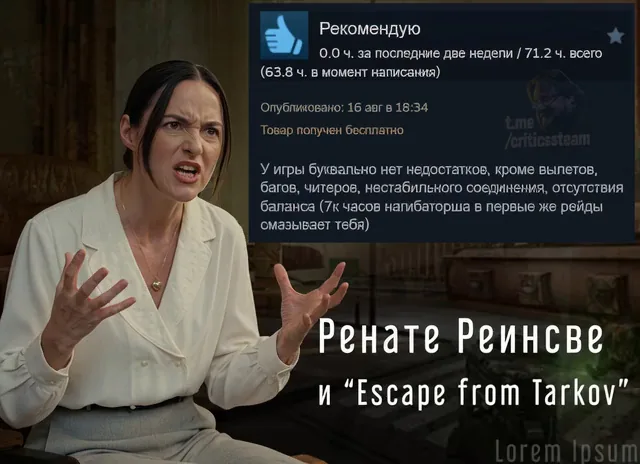 Рекомендую
0.0 ч. за последние две недели / 71.2 ч. всего
(63.8 ч. в момент написания)
Опубликовано: 16 авг в 18:34
Товар получен бесплатно
t.me
/criticssteam
У игры буквально нет недостатков, кроме вылетов,
багов, читеров, нестабильного соединения, отсутствия
баланса (7к часов нагибаторша в первые же рейды
смазывает тебя)
Ренате Реинсве
и “Escape from Tarkov”
Lorem Ipsum